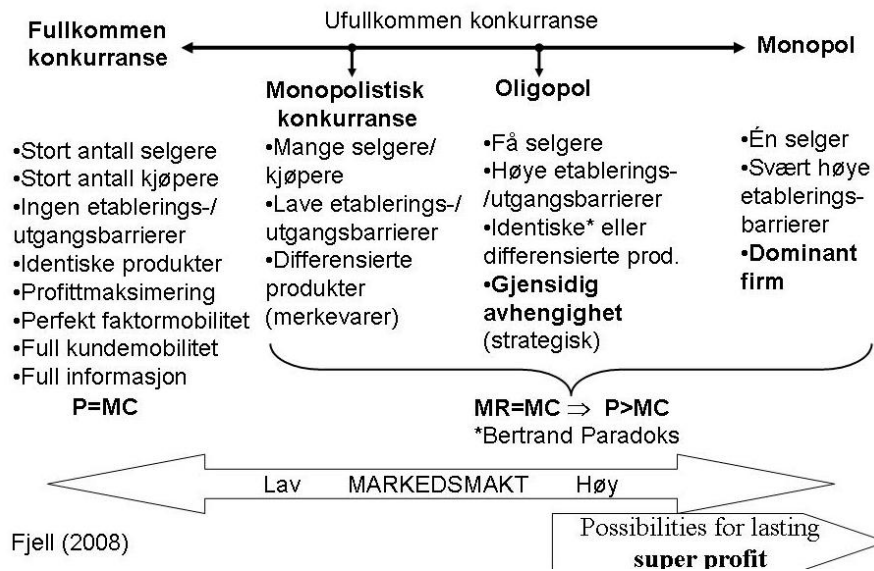 Ufullkommen konkurranse
Fullkommen
konkurranse
Monopol
Monopolistisk
konkurranse
Oligopol
•Stort antall selgere
•Stort antall kjøpere
•Ingen etablerings-/
utgangsbarrierer
•Identiske produkter
•Profittmaksimering
•Perfekt faktormobilitet
•Full kundemobilitet
•Full informasjon
P=MC
•Mange selgere/
kjøpere
•Lave etablerings-/
utgangsbarrierer
•Differensierte
produkter
(merkevarer)
•Få selgere
•Høye etablerings-
/utgangsbarrierer
•Identiske* eller
differensierte prod.
•Gjensidig
avhengighet
(strategisk)
•Én selger
•Svært høye
etablerings-
barrierer
•Dominant
firm
MR=MC ⇒ P>MC
*Bertrand Paradoks
Lav MARKEDSMAKT Høy
Possibilities for lasting
super profit
Fjell (2008)